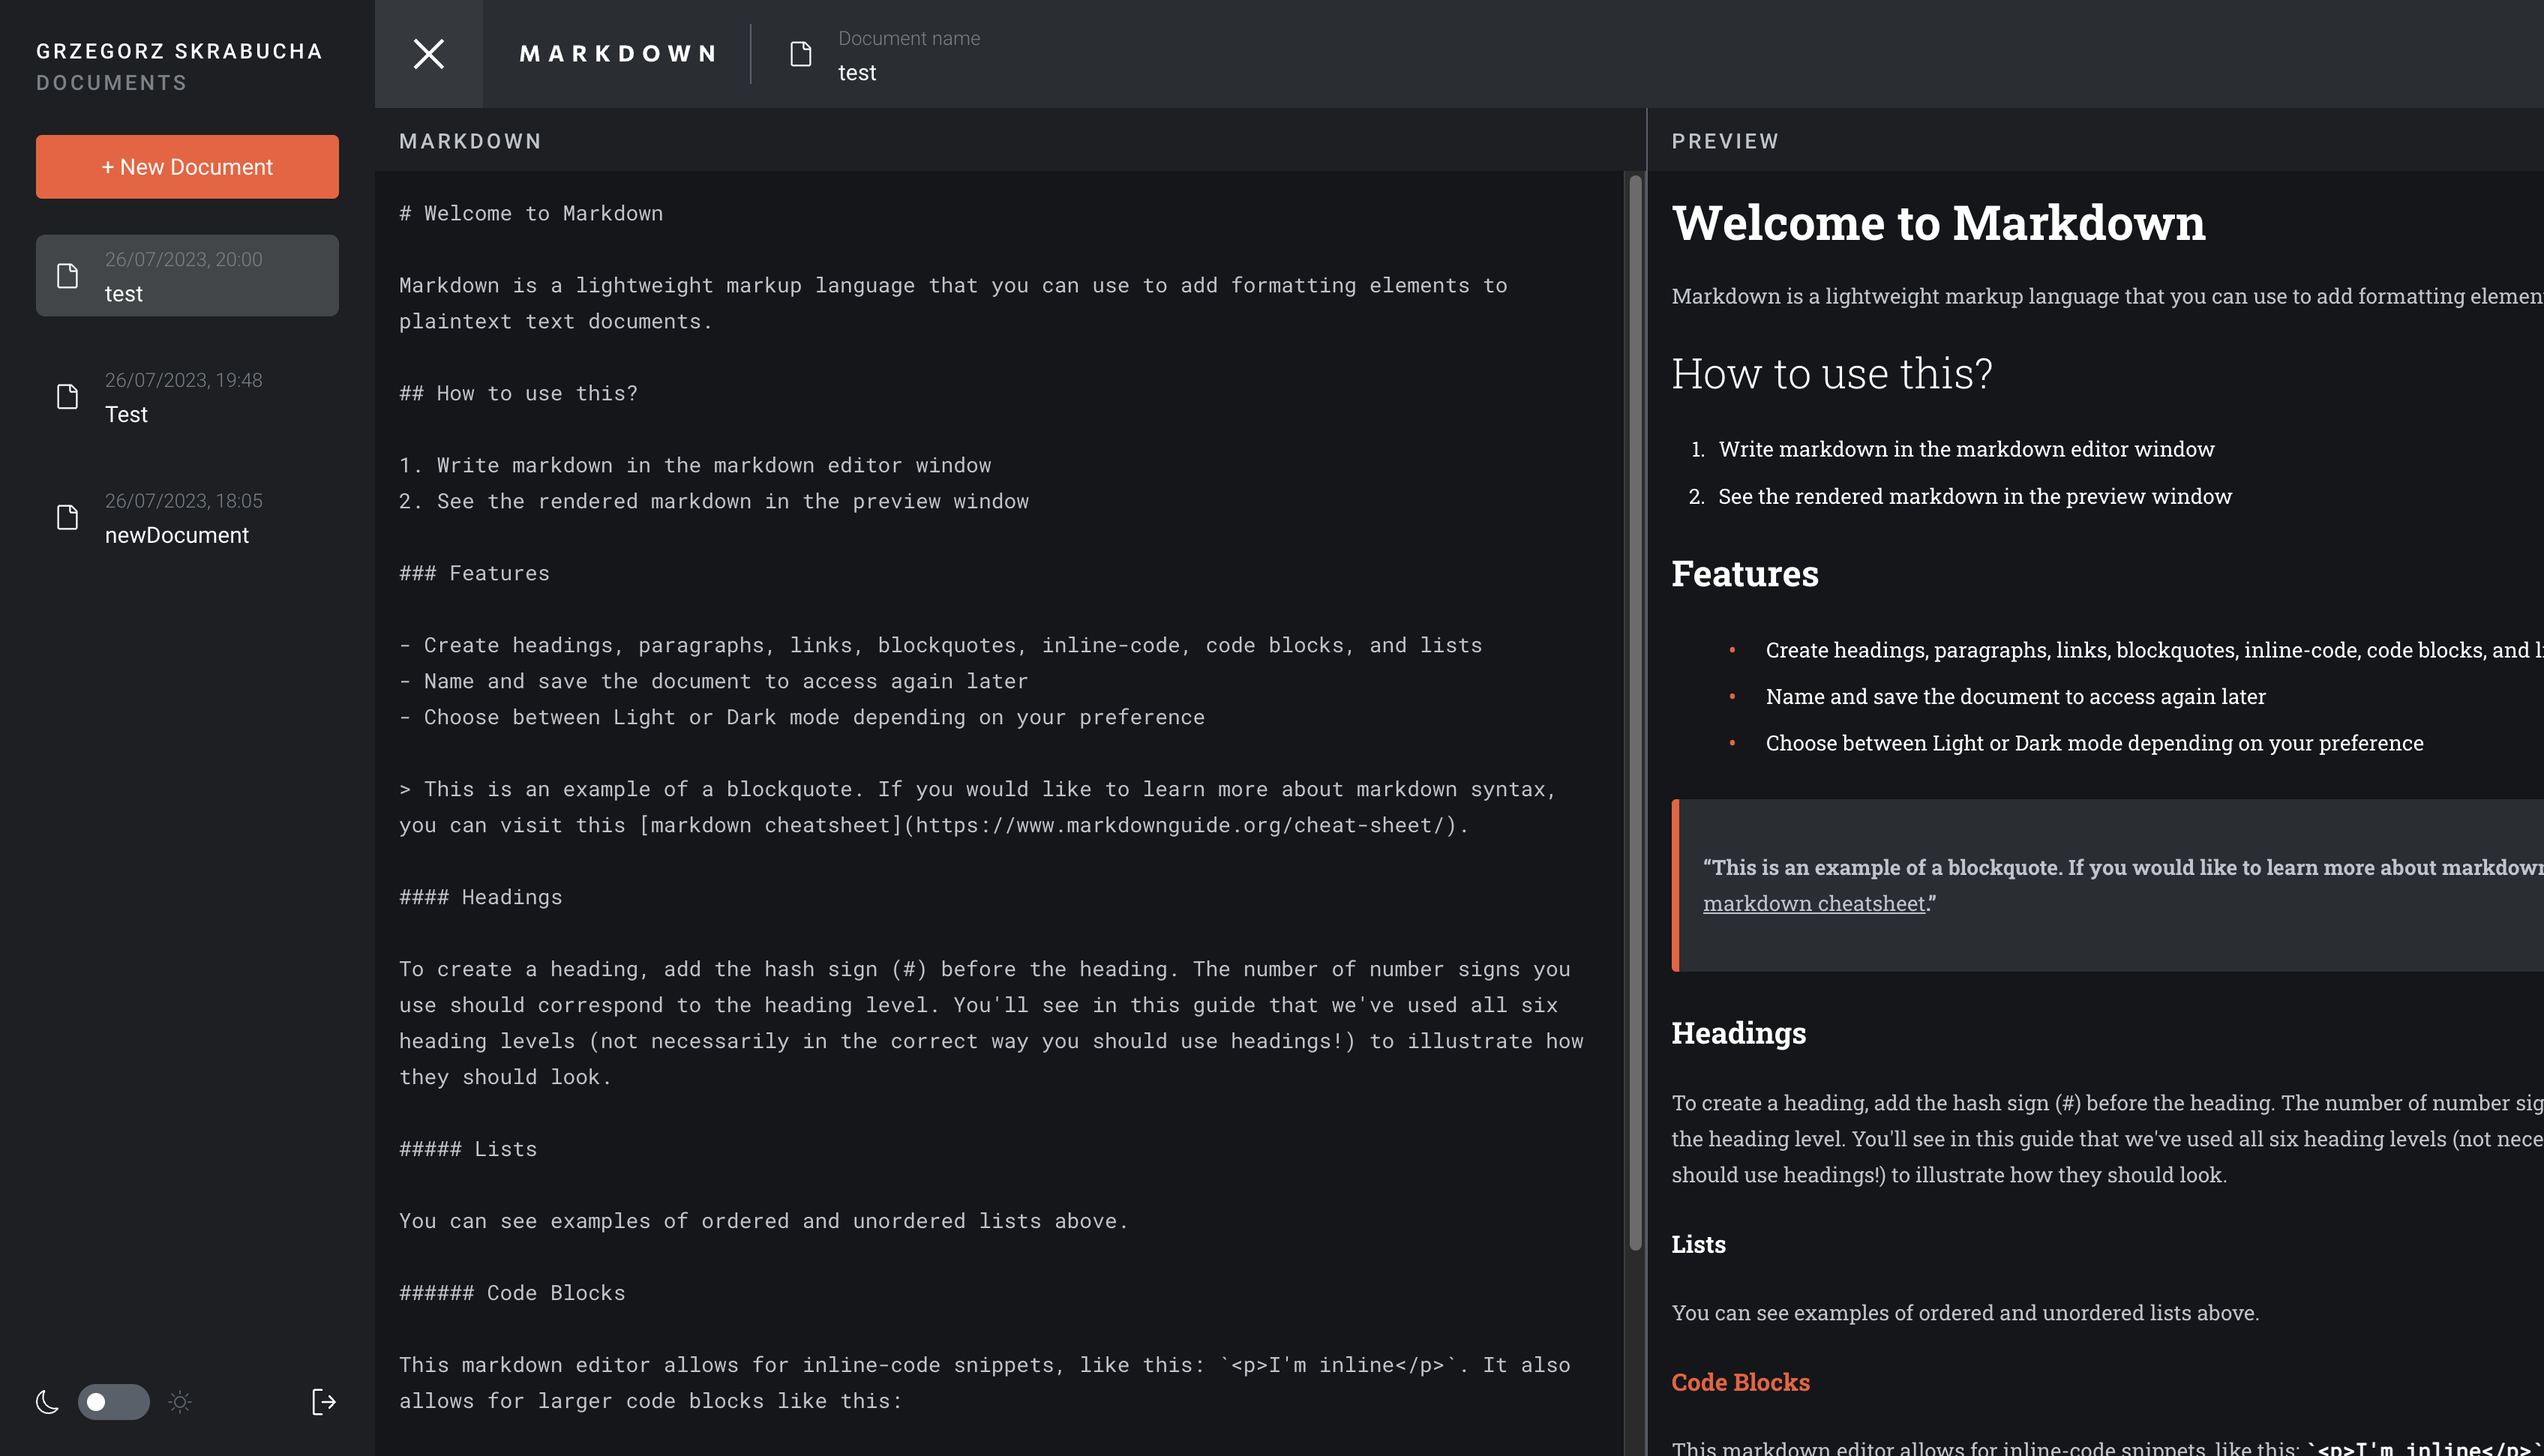 GRZEGORZ SKRABUCHA
DOCUMENTS
+ New Document
26/07/2023, 20:00
test
26/07/2023, 19:48
Test
26/07/2023, 18:05
newDocument
MARKDOWN
Document name
test
MARKDOWN
# Welcome to Markdown
Markdown is a lightweight markup language that you can use to add formatting elements to
plaintext text documents.
## How to use this?
1. Write markdown in the markdown editor window
2. See the rendered markdown in the preview window
### Features
- Create headings, paragraphs, links, blockquotes, inline-code, code blocks, and lists
- Name and save the document to access again later
- Choose between Light or Dark mode depending on your preference
> This is an example of a blockquote. If you would like to learn more about markdown syntax,
you can visit this [markdown cheatsheet](https://www.markdownguide.org/cheat-sheet/).
#### Headings
To create a heading, add the hash sign (#) before the heading. The number of number signs you
use should correspond to the heading level. You'll see in this guide that we've used all six
heading levels (not necessarily in the correct way you should use headings!) to illustrate how
they should look.
##### Lists
You can see examples of ordered and unordered lists above.
###### Code Blocks
This markdown editor allows for inline-code snippets, like this: `<p>I'm inline</p>`. It also
allows for larger code blocks like this:
PREVIEW
Welcome to Markdown
Markdown is a lightweight markup language that you can use to add formatting elemen
How to use this?
1. Write markdown in the markdown editor window
2. See the rendered markdown in the preview window
Features
• Create headings, paragraphs, links, blockquotes, inline-code, code blocks, and li
• Name and save the document to access again later
• Choose between Light or Dark mode depending on your preference
“This is an example of a blockquote. If you would like to learn more about markdown
markdown cheatsheet.”
Headings
To create a heading, add the hash sign (#) before the heading. The number of number sig
the heading level. You'll see in this guide that we've used all six heading levels (not nece
should use headings!) to illustrate how they should look.
Lists
You can see examples of ordered and unordered lists above.
Code Blocks
This markdown editor allows for inline-code snippets, like this: `<p>I'm inline</p>`